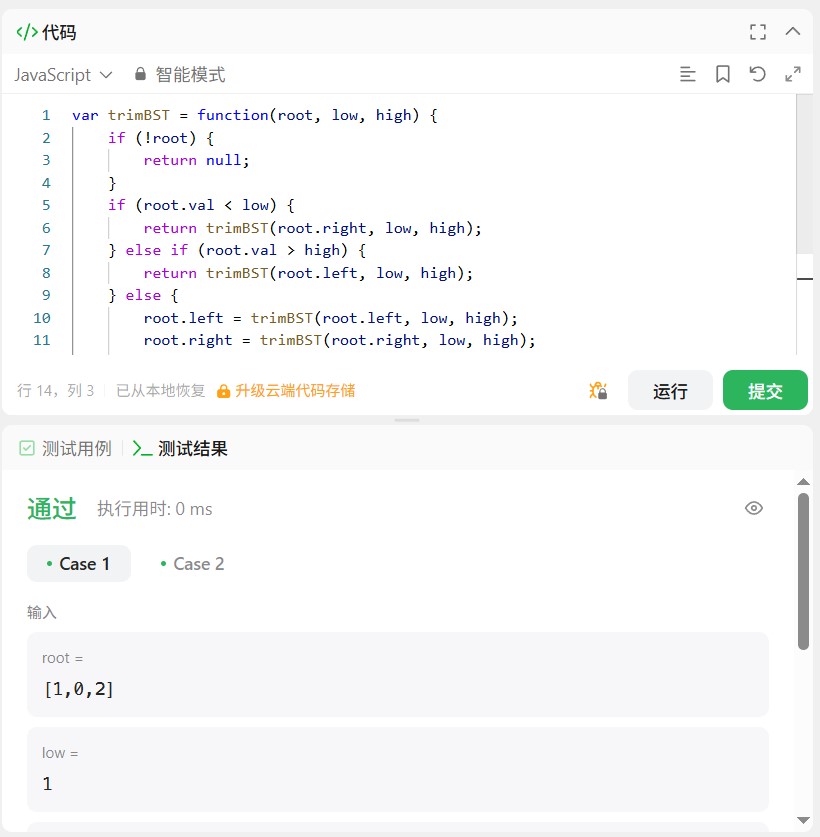 </> 代码
JavaScript 智能模式
1 var trimBST = function(root, low, high) {
2     if (!root) {
3         return null;
4     }
5     if (root.val < low) {
6         return trimBST(root.right, low, high);
7     } else if (root.val > high) {
8         return trimBST(root.left, low, high);
9     } else {
10         root.left = trimBST(root.left, low, high);
11         root.right = trimBST(root.right, low, high);
行 14，列 3 已从本地恢复 升级云端代码存储 运行 提交
测试用例 >_ 测试结果
通过 执行用时: 0 ms
• Case 1 • Case 2
输入
root =
[1,0,2]
low =
1